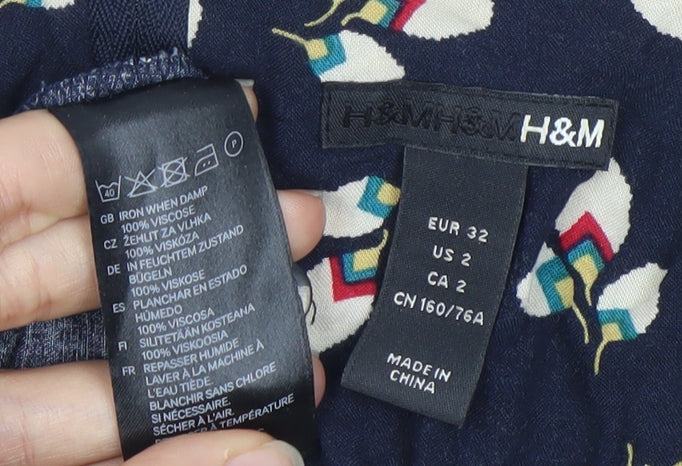 40
P
GB IRON WHEN DAMP
100% VISCOSE
CZ ŽEHLIT ZA VLHKA
100% VISKÓZA
DE IN FEUCHTEM ZUSTAND
BÜGELN
100% VISKOSE
ES PLANCHAR EN ESTADO
HÚMEDO
100% VISCOSA
FI SILITETÄÄN KOSTEANA
100% VISKOOSIA
FR REPASSER HUMIDE
LAVER À LA MACHINE À
L'EAU TIÈDE
BLANCHIR SANS CHLORE
SI NÉCESSAIRE.
SÉCHER À L'AIR.
À TEMPÉRATURE
H&MH&MH&M
EUR 32
US 2
CA 2
CN 160/76A
MADE IN
CHINA